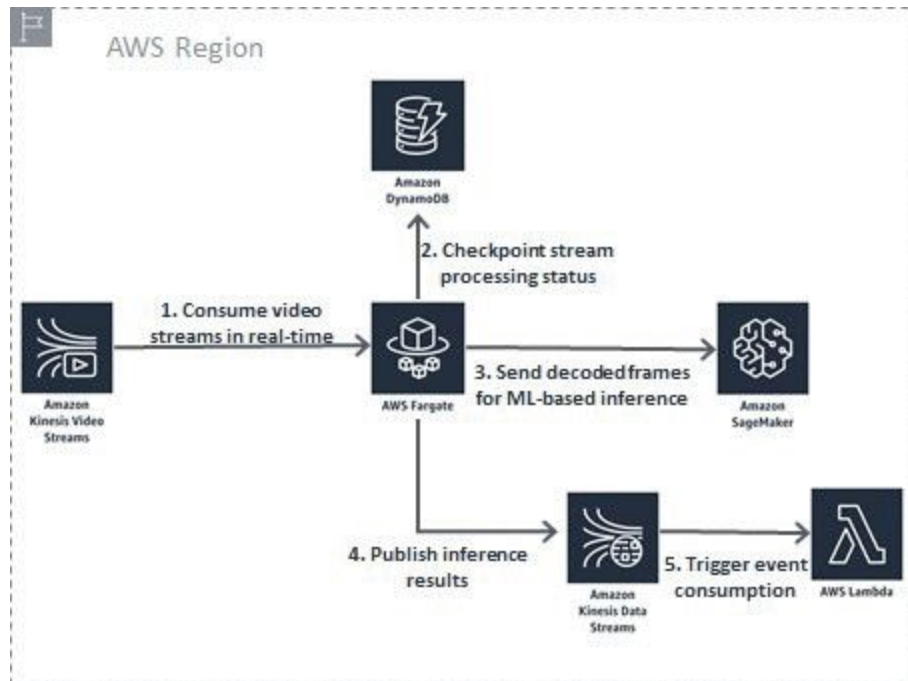 AWS Region
Amazon
DynamoDB
2. Checkpoint stream
processing status
1. Consume video
streams in real-time
Amazon
Kinesis Video
Streams
AWS Fargate
3. Send decoded frames
for ML-based inference
Amazon
SageMaker
4. Publish inference
results
Amazon
Kinesis Data
Streams
5. Trigger event
consumption
AWS Lambda